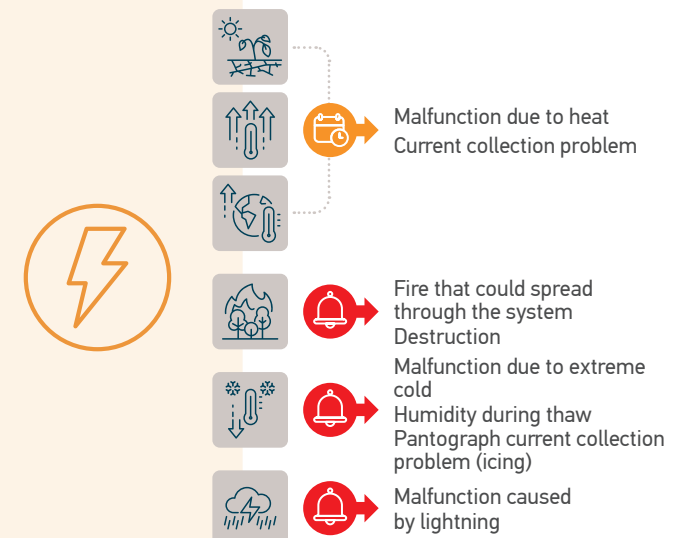 Malfunction due to heat
Current collection problem
Fire that could spread
through the system
Destruction
Malfunction due to extreme
cold
Humidity during thaw
Pantograph current collection
problem (icing)
Malfunction caused
by lightning